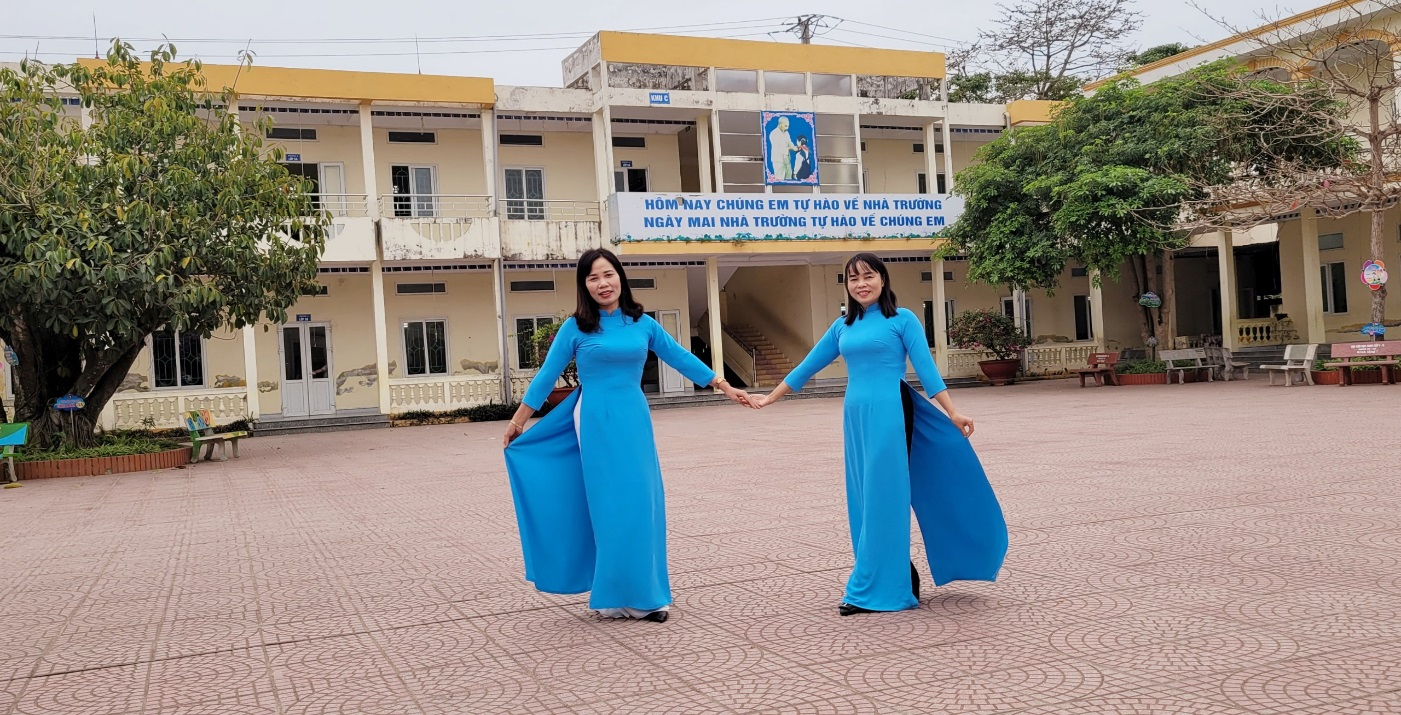 KHU C
HÔM NAY CHÚNG EM TỰ HÀO VỀ NHÀ TRƯỜNG
NGÀY MAI NHÀ TRƯỜNG TỰ HÀO VỀ CHÚNG EM